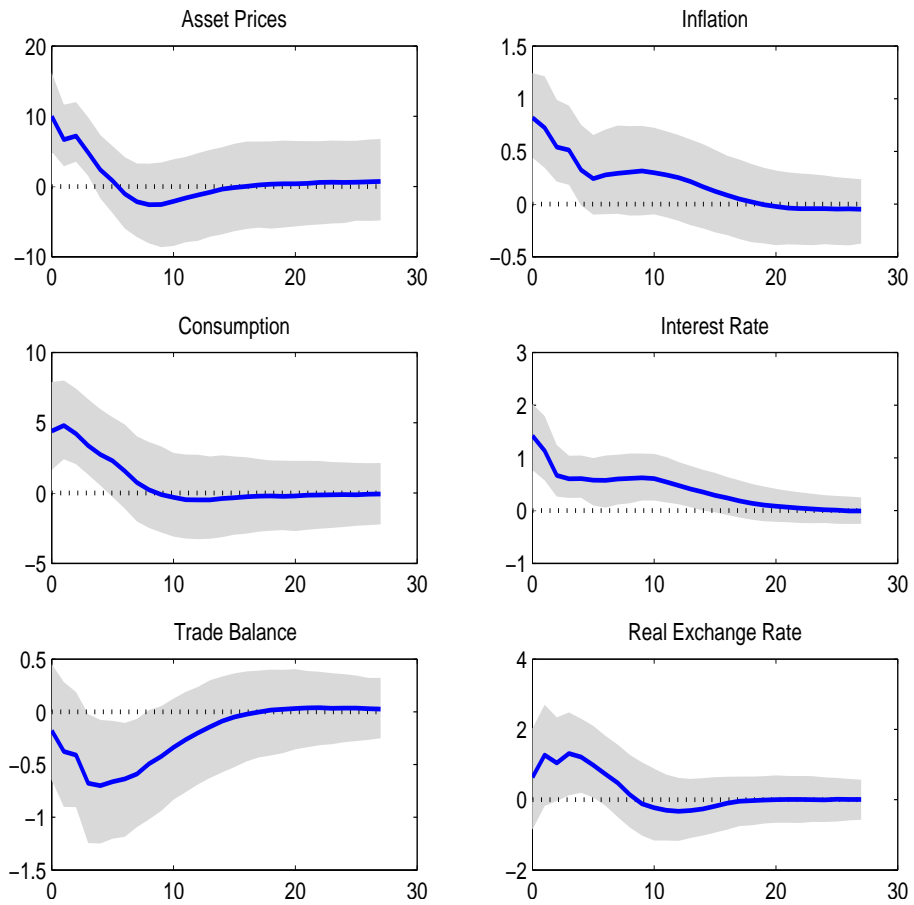 Asset Prices
20
10
0
−10
0 10 20 30
Inflation
1.5
1
0.5
0
−0.5
0 10 20 30
Consumption
10
5
0
−5
0 10 20 30
Interest Rate
3
2
1
0
−1
0 10 20 30
Trade Balance
0.5
0
−0.5
−1
−1.5
0 10 20 30
Real Exchange Rate
4
2
0
−2
0 10 20 30